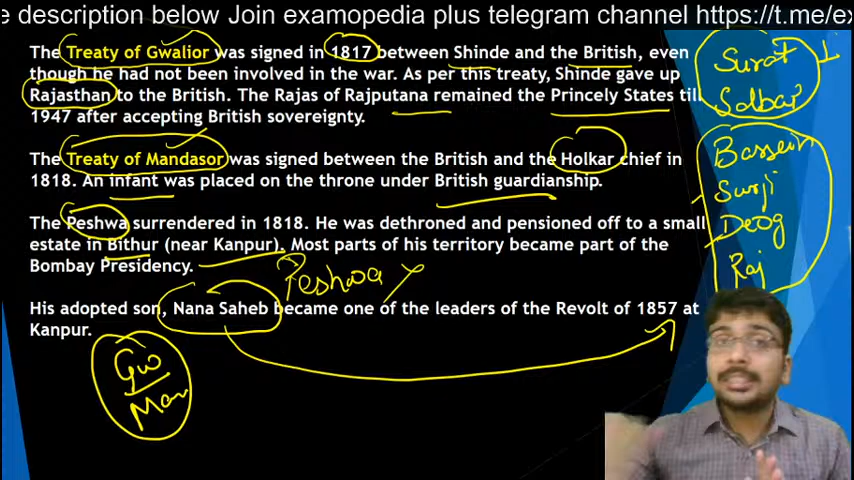 e description below Join examopedia plus telegram channel https://t.me/ex
The Treaty of Gwalior was signed in 1817 between Shinde and the British, even
though he had not been involved in the war. As per this treaty, Shinde gave up
Rajasthan to the British. The Rajas of Rajputana remained the Princely States till
1947 after accepting British sovereignty.
The Treaty of Mandasor was signed between the British and the Holkar chief in
1818. An infant was placed on the throne under British guardianship.
The Peshwa surrendered in 1818. He was dethroned and pensioned off to a small
estate in Bithur (near Kanpur). Most parts of his territory became part of the
Bombay Presidency.
Peshwa
His adopted son, Nana Saheb became one of the leaders of the Revolt of 1857 at
Kanpur.
Gw
Man
Surat
Salbai
Bassein
Surji
Deog
Raj